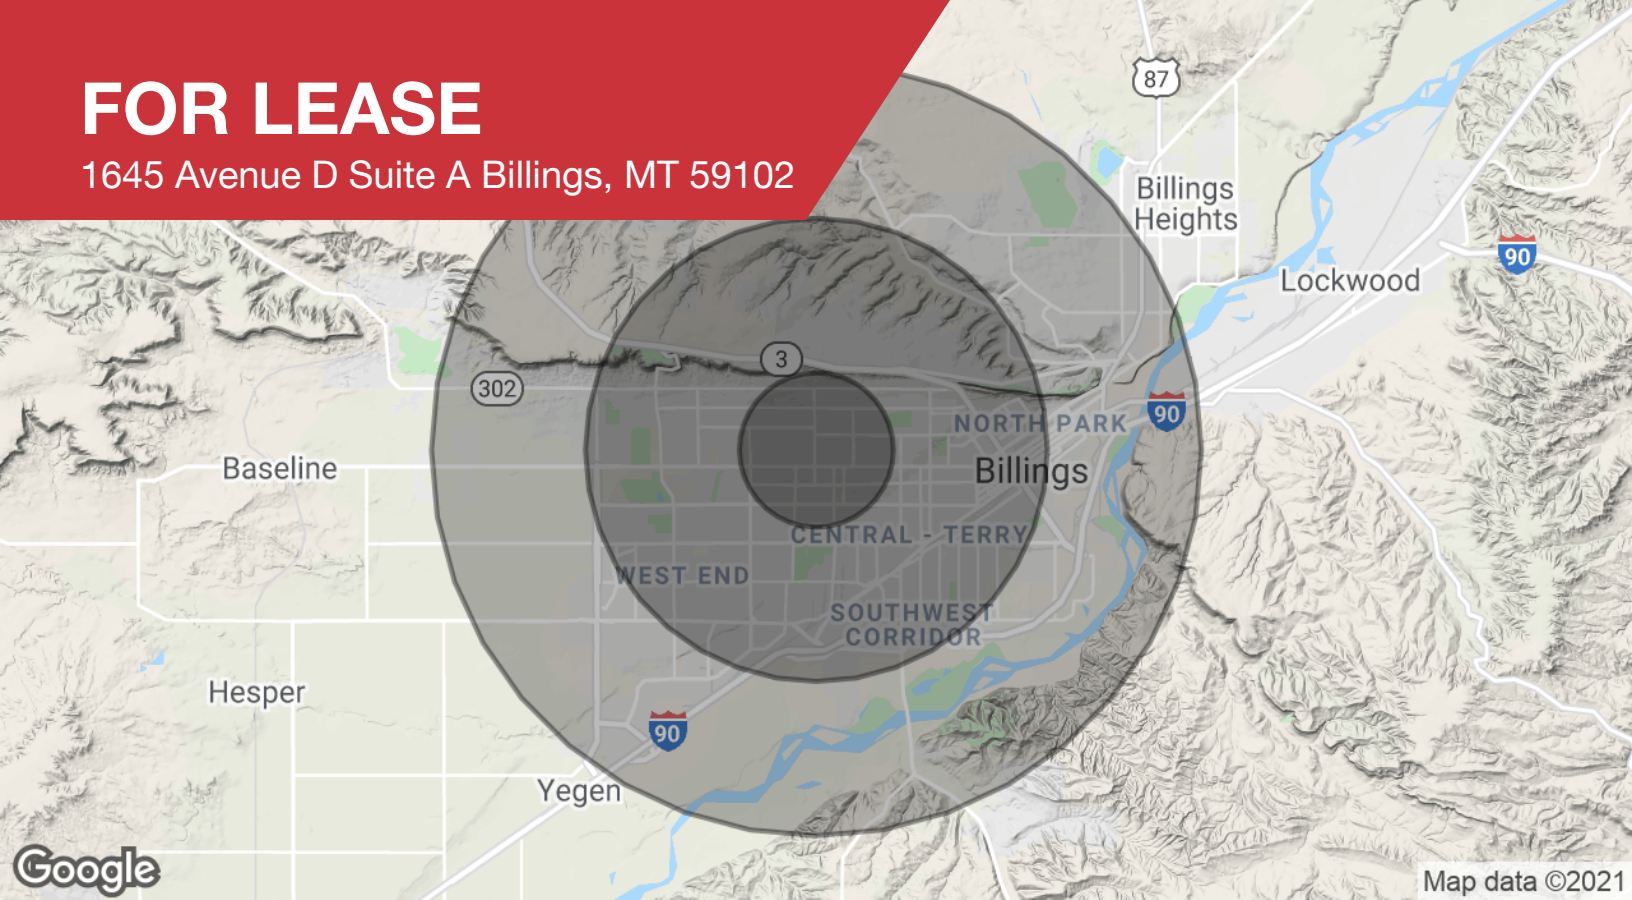 FOR LEASE
1645 Avenue D Suite A Billings, MT 59102
87
Billings
Heights
90
Lockwood
3
302
90
NORTH PARK
Baseline
Billings
CENTRAL - TERRY
WEST END
SOUTHWEST
CORRIDOR
Hesper
90
Yegen
Google
Map data ©2021